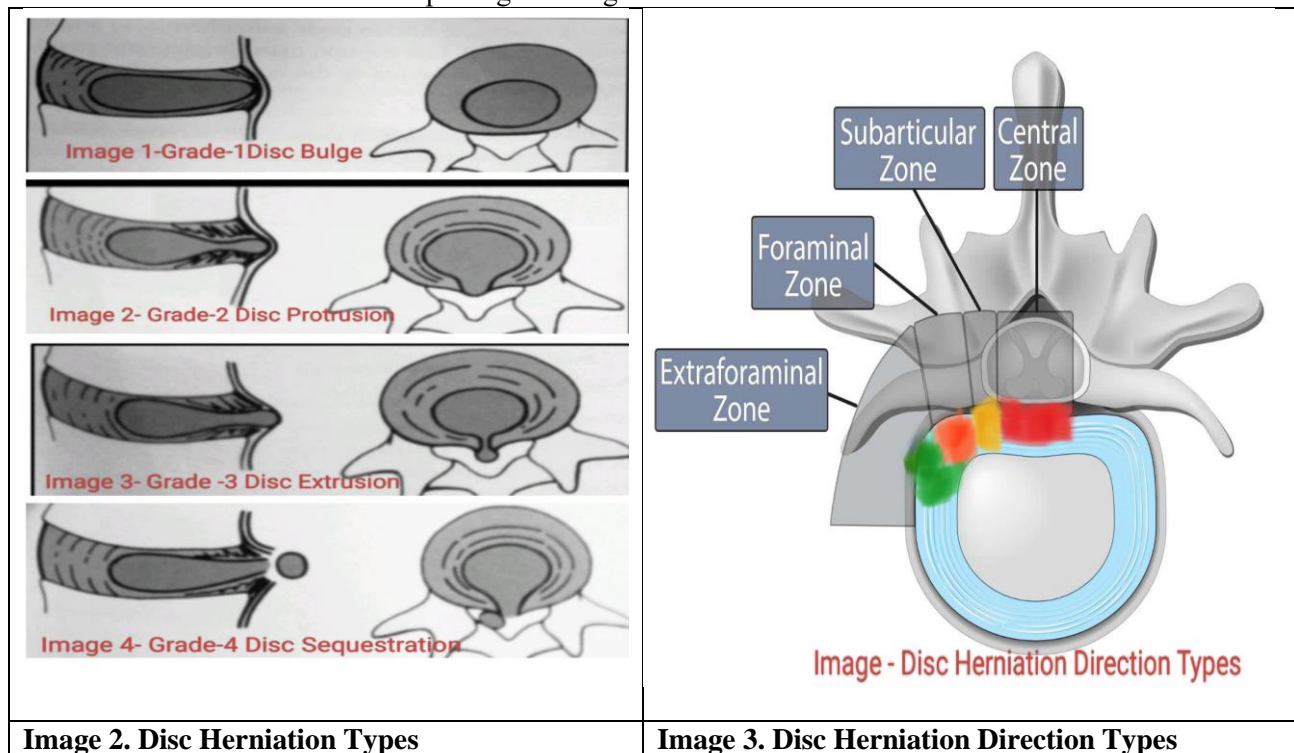 Image 1-Grade-1Disc Bulge
Image 2- Grade-2 Disc Protrusion
Image 3- Grade -3 Disc Extrusion
Image 4- Grade-4 Disc Sequestration
Image 2. Disc Herniation Types
Subarticular
Zone
Central
Zone
Foraminal
Zone
Extraforaminal
Zone
Image - Disc Herniation Direction Types
Image 3. Disc Herniation Direction Types